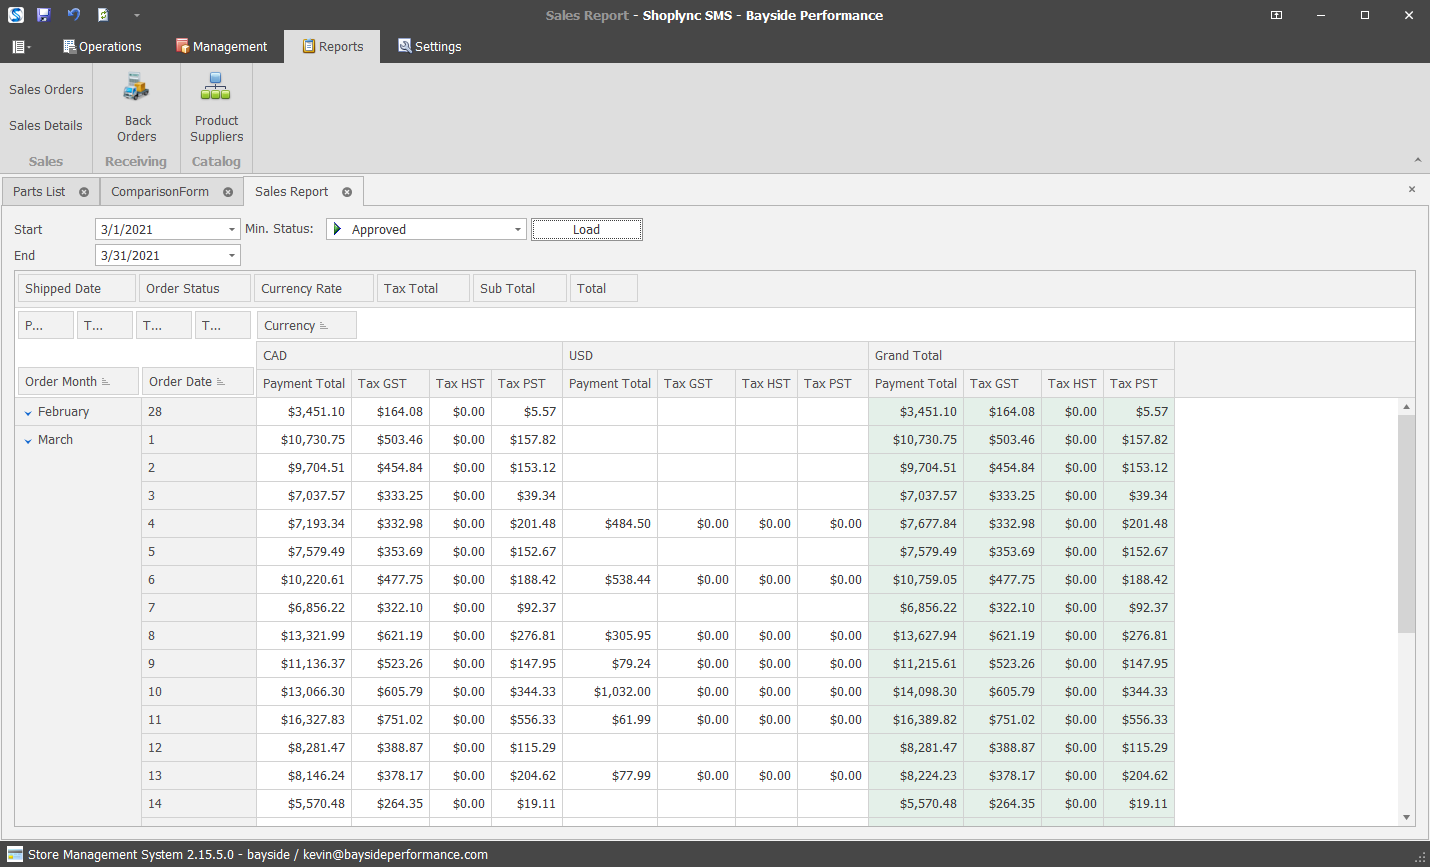 Sales Report - Shoplync SMS - Bayside Performance
Operations Management Reports Settings
Sales Orders
Sales Details
Sales
Back
Orders
Receiving
Product
Suppliers
Catalog
Parts List ComparisonForm Sales Report
Start 3/1/2021 Min. Status: Approved Load
End 3/31/2021
Shipped Date Order Status Currency Rate Tax Total Sub Total Total
P... T... T... T... Currency
CAD USD Grand Total
Order Month Order Date Payment Total Tax GST Tax HST Tax PST Payment Total Tax GST Tax HST Tax PST Payment Total Tax GST Tax HST Tax PST
February 28 $3,451.10 $164.08 $0.00 $5.57 $3,451.10 $164.08 $0.00 $5.57
March 1 $10,730.75 $503.46 $0.00 $157.82 $10,730.75 $503.46 $0.00 $157.82
2 $9,704.51 $454.84 $0.00 $153.12 $9,704.51 $454.84 $0.00 $153.12
3 $7,037.57 $333.25 $0.00 $39.34 $7,037.57 $333.25 $0.00 $39.34
4 $7,193.34 $332.98 $0.00 $201.48 $484.50 $0.00 $0.00 $0.00 $7,677.84 $332.98 $0.00 $201.48
5 $7,579.49 $353.69 $0.00 $152.67 $7,579.49 $353.69 $0.00 $152.67
6 $10,220.61 $477.75 $0.00 $188.42 $538.44 $0.00 $0.00 $0.00 $10,759.05 $477.75 $0.00 $188.42
7 $6,856.22 $322.10 $0.00 $92.37 $6,856.22 $322.10 $0.00 $92.37
8 $13,321.99 $621.19 $0.00 $276.81 $305.95 $0.00 $0.00 $0.00 $13,627.94 $621.19 $0.00 $276.81
9 $11,136.37 $523.26 $0.00 $147.95 $79.24 $0.00 $0.00 $0.00 $11,215.61 $523.26 $0.00 $147.95
10 $13,066.30 $605.79 $0.00 $344.33 $1,032.00 $0.00 $0.00 $0.00 $14,098.30 $605.79 $0.00 $344.33
11 $16,327.83 $751.02 $0.00 $556.33 $61.99 $0.00 $0.00 $0.00 $16,389.82 $751.02 $0.00 $556.33
12 $8,281.47 $388.87 $0.00 $115.29 $8,281.47 $388.87 $0.00 $115.29
13 $8,146.24 $378.17 $0.00 $204.62 $77.99 $0.00 $0.00 $0.00 $8,224.23 $378.17 $0.00 $204.62
14 $5,570.48 $264.35 $0.00 $19.11 $5,570.48 $264.35 $0.00 $19.11
Store Management System 2.15.5.0 - bayside / kevin@baysideperformance.com